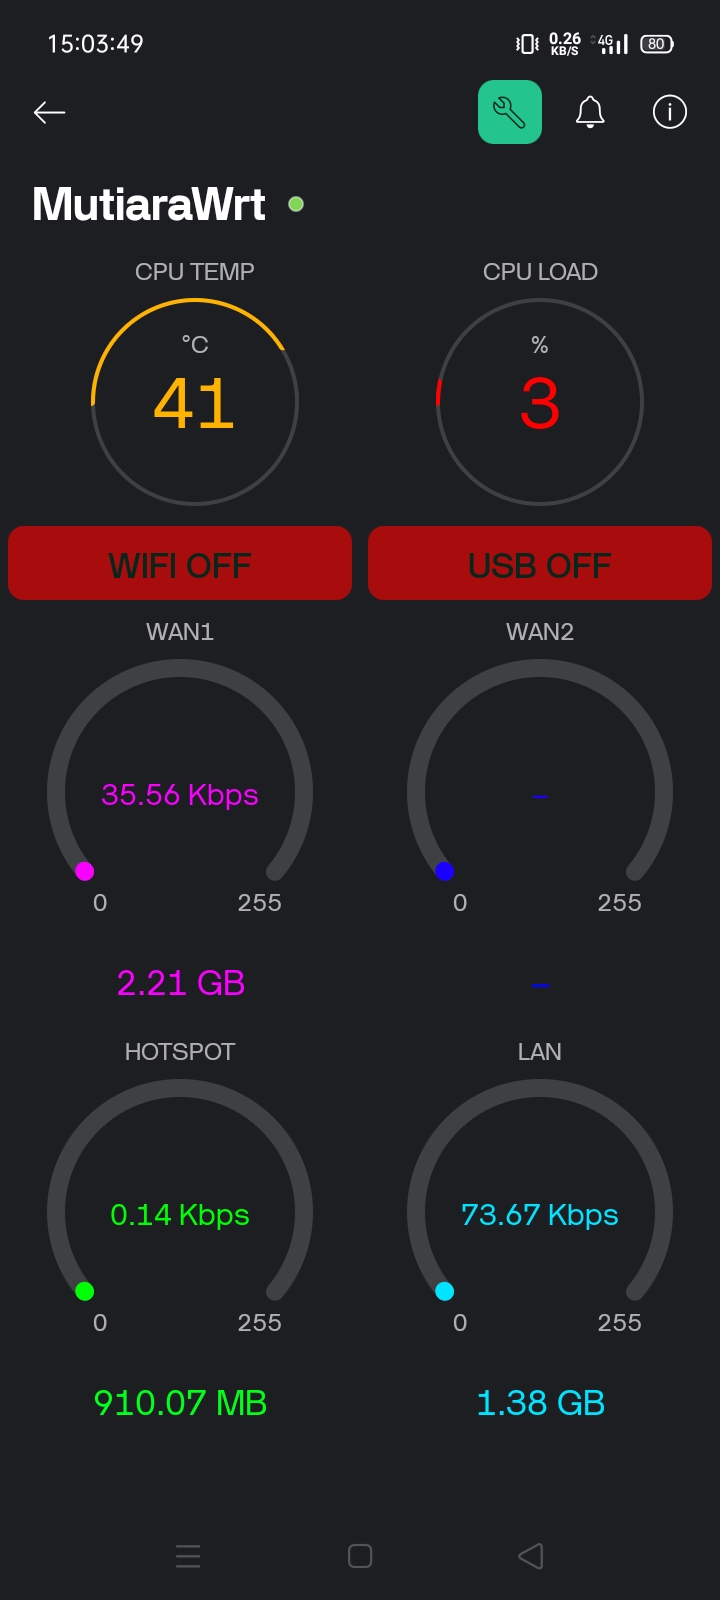 15:03:49 0.26 KB/S 4G 80
MutiaraWrt
CPU TEMP CPU LOAD
°C %
41 3
WIFI OFF USB OFF
WAN1 WAN2
35.56 Kbps –
0 255 0 255
2.21 GB –
HOTSPOT LAN
0.14 Kbps 73.67 Kbps
0 255 0 255
910.07 MB 1.38 GB